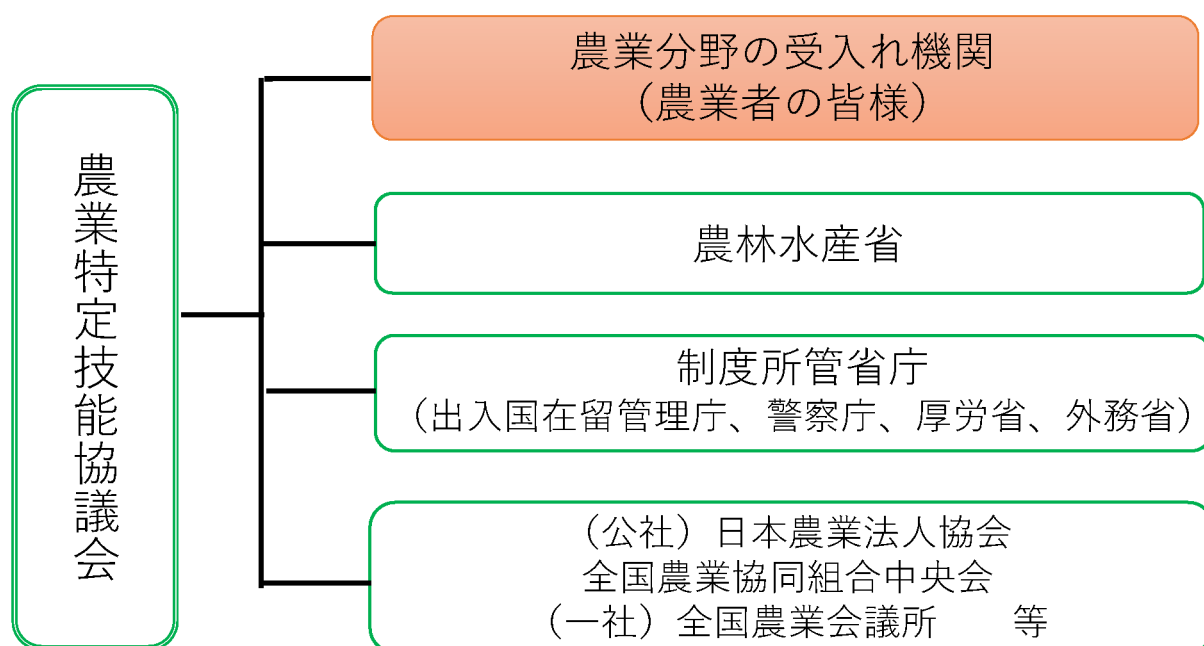 農業特定技能協議会
農業分野の受入れ機関
（農業者の皆様）
農林水産省
制度所管省庁
（出入国在留管理庁、警察庁、厚労省、外務省）
（公社）日本農業法人協会
全国農業協同組合中央会
（一社）全国農業会議所　　等